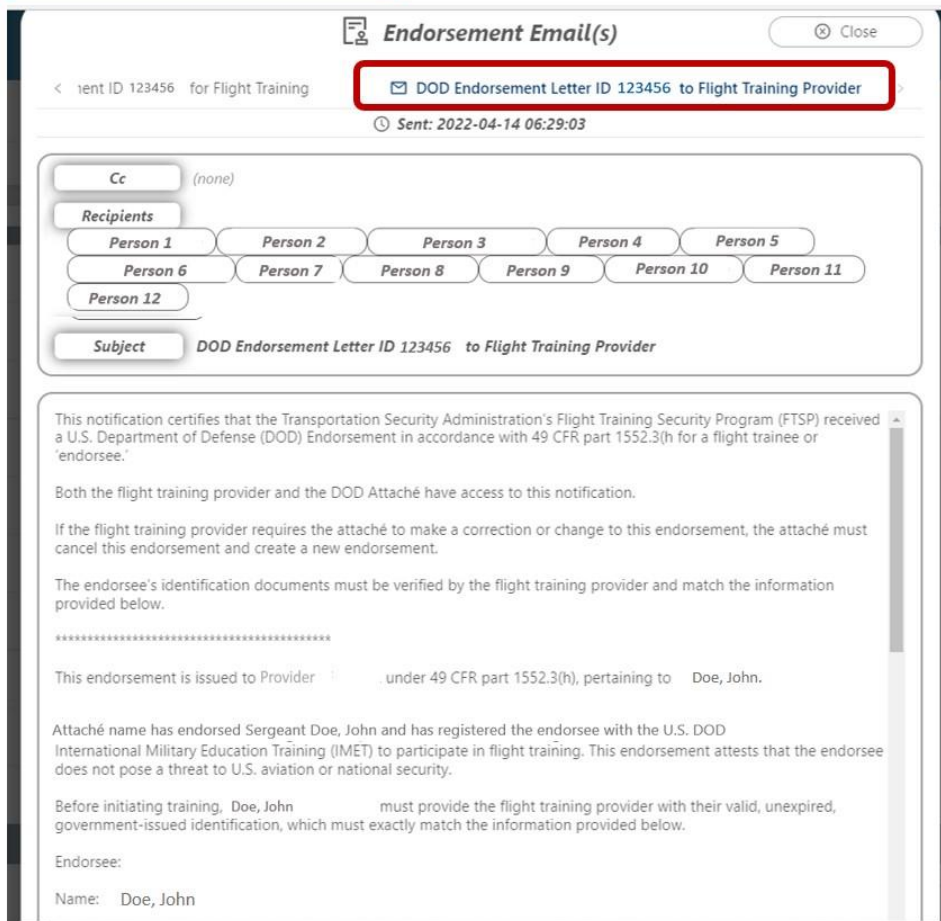 Endorsement Email(s)
Close
ient ID 123456 for Flight Training
DOD Endorsement Letter ID 123456 to Flight Training Provider
Sent: 2022-04-14 06:29:03
Cc (none)
Recipients
Person 1 Person 2 Person 3 Person 4 Person 5
Person 6 Person 7 Person 8 Person 9 Person 10 Person 11
Person 12
Subject DOD Endorsement Letter ID 123456 to Flight Training Provider
This notification certifies that the Transportation Security Administration's Flight Training Security Program (FTSP) received
a U.S. Department of Defense (DOD) Endorsement in accordance with 49 CFR part 1552.3(h for a flight trainee or
'endorsee.'
Both the flight training provider and the DOD Attaché have access to this notification.
If the flight training provider requires the attaché to make a correction or change to this endorsement, the attaché must
cancel this endorsement and create a new endorsement.
The endorsee's identification documents must be verified by the flight training provider and match the information
provided below.
*******************************************
This endorsement is issued to Provider under 49 CFR part 1552.3(h), pertaining to Doe, John.
Attaché name has endorsed Sergeant Doe, John and has registered the endorsee with the U.S. DOD
International Military Education Training (IMET) to participate in flight training. This endorsement attests that the endorsee
does not pose a threat to U.S. aviation or national security.
Before initiating training, Doe, John must provide the flight training provider with their valid, unexpired,
government-issued identification, which must exactly match the information provided below.
Endorsee:
Name: Doe, John